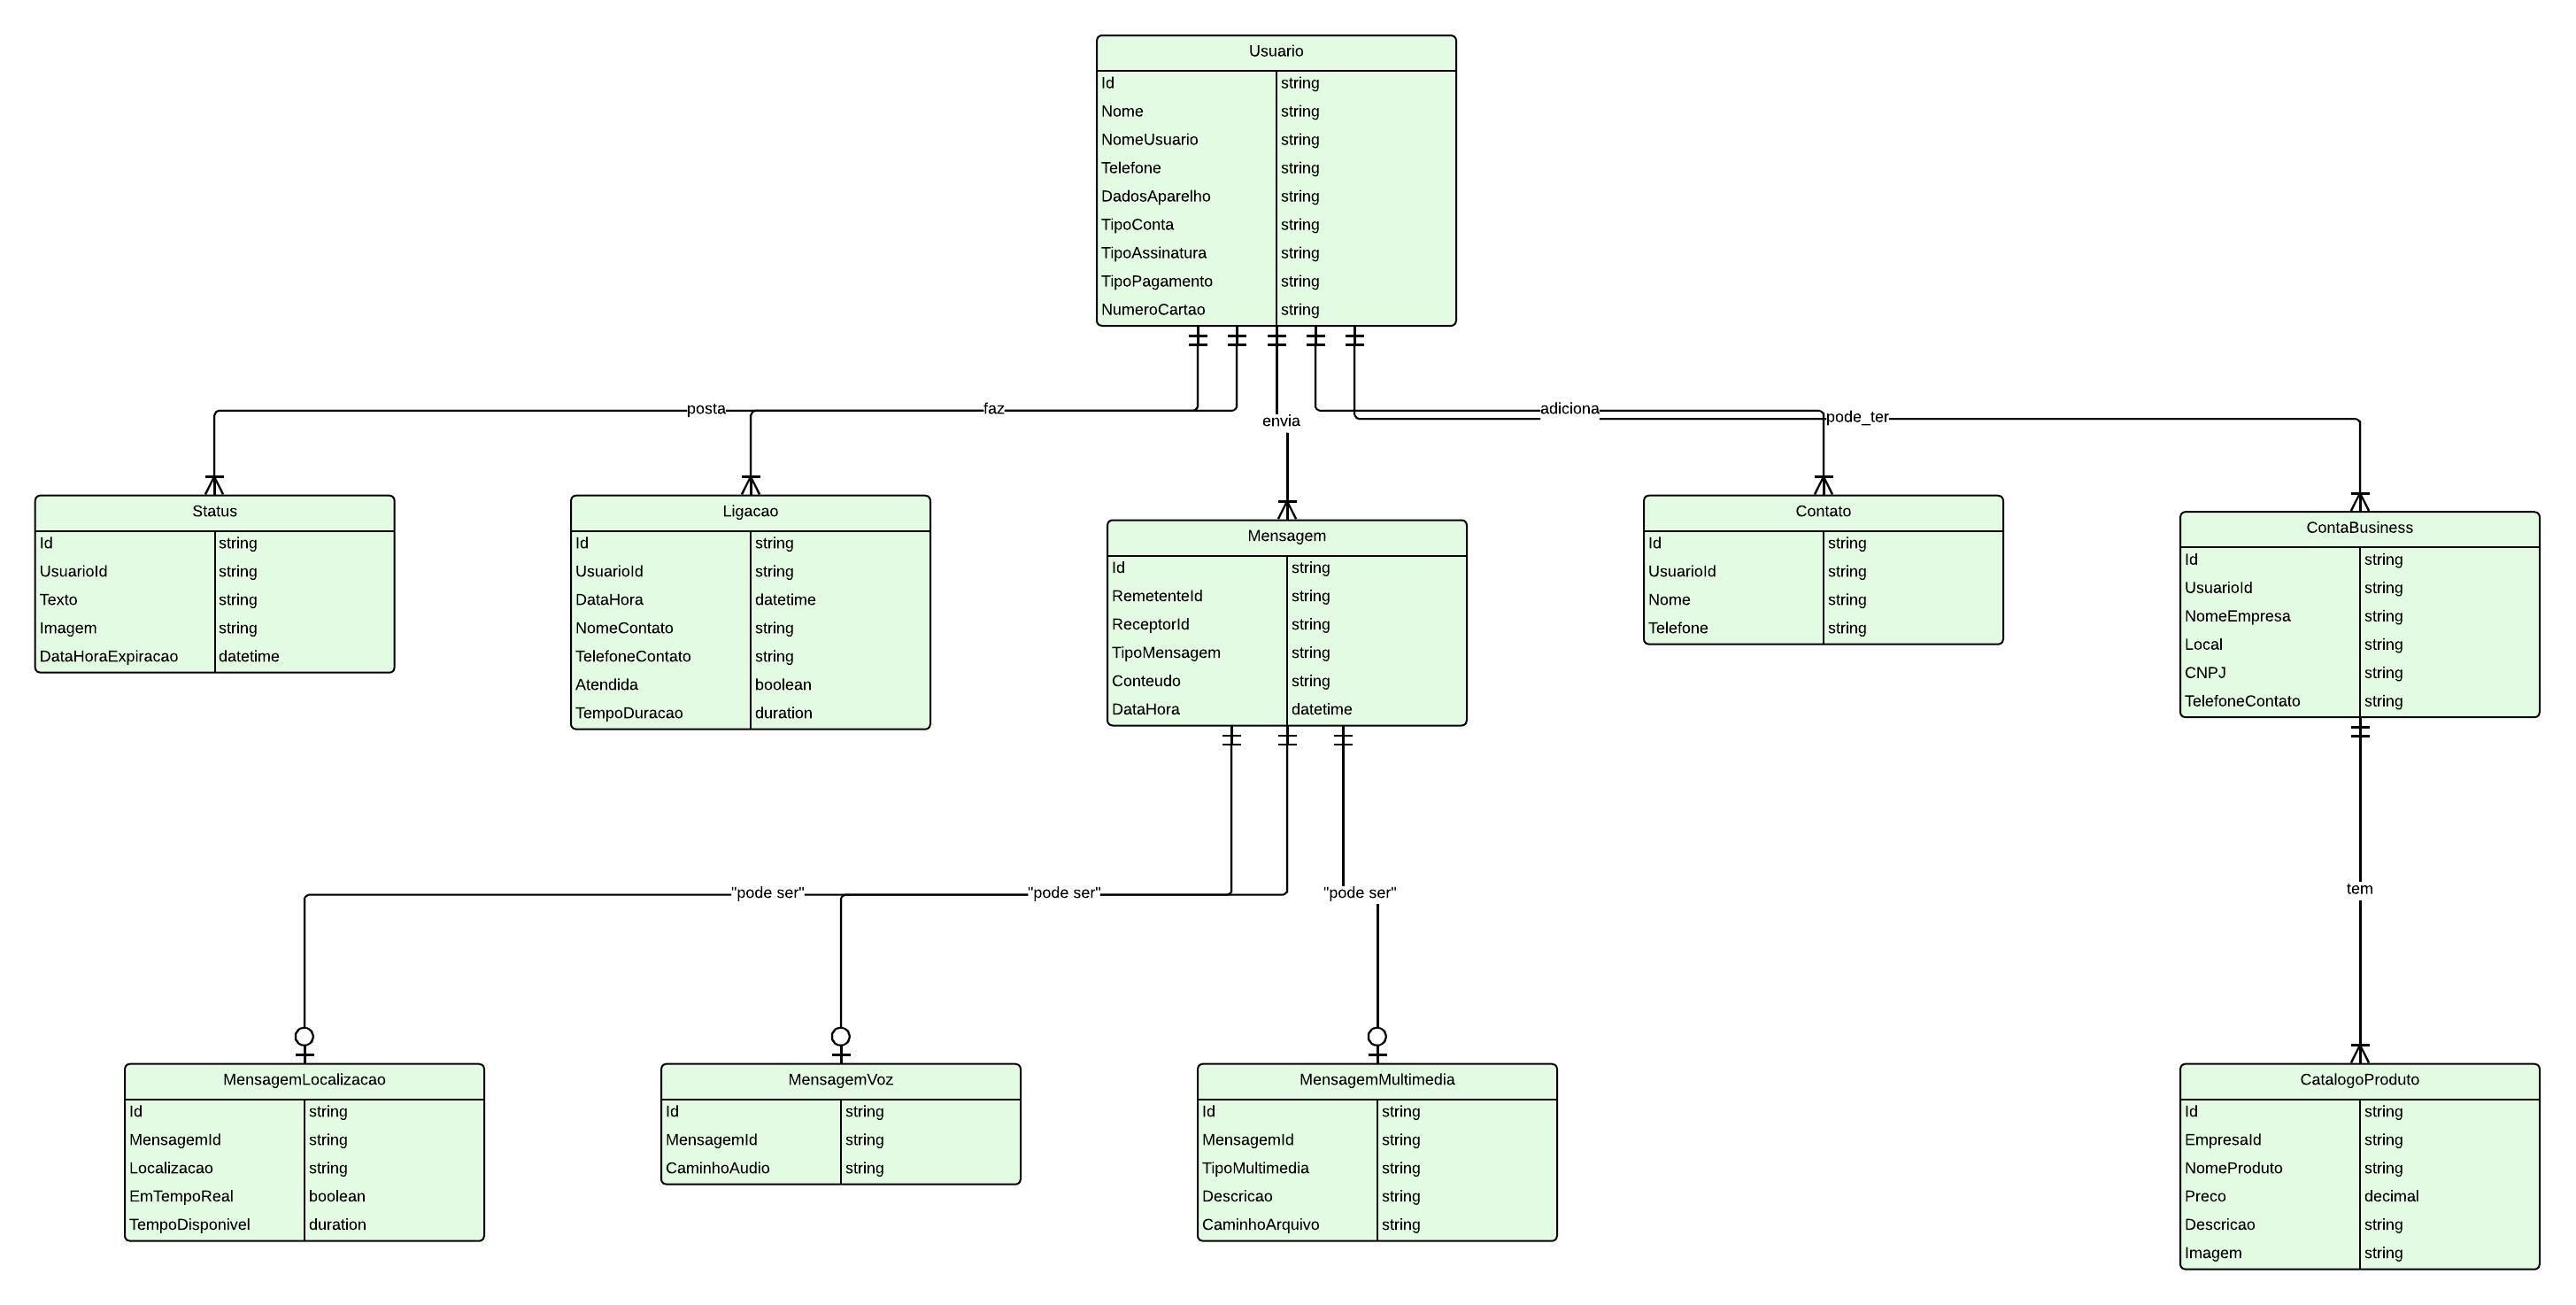 Usuario
Id string
Nome string
NomeUsuario string
Telefone string
DadosAparelho string
TipoConta string
TipoAssinatura string
TipoPagamento string
NumeroCartao string
posta
faz
envia
adiciona
pode_ter
Status
Id string
UsuarioId string
Texto string
Imagem string
DataHoraExpiracao datetime
Ligacao
Id string
UsuarioId string
DataHora datetime
NomeContato string
TelefoneContato string
Atendida boolean
TempoDuracao duration
Mensagem
Id string
RemetenteId string
ReceptorId string
TipoMensagem string
Conteudo string
DataHora datetime
Contato
Id string
UsuarioId string
Nome string
Telefone string
ContaBusiness
Id string
UsuarioId string
NomeEmpresa string
Local string
CNPJ string
TelefoneContato string
"pode ser"
"pode ser"
"pode ser"
tem
MensagemLocalizacao
Id string
MensagemId string
Localizacao string
EmTempoReal boolean
TempoDisponivel duration
MensagemVoz
Id string
MensagemId string
CaminhoAudio string
MensagemMultimedia
Id string
MensagemId string
TipoMultimedia string
Descricao string
CaminhoArquivo string
CatalogoProduto
Id string
EmpresaId string
NomeProduto string
Preco decimal
Descricao string
Imagem string